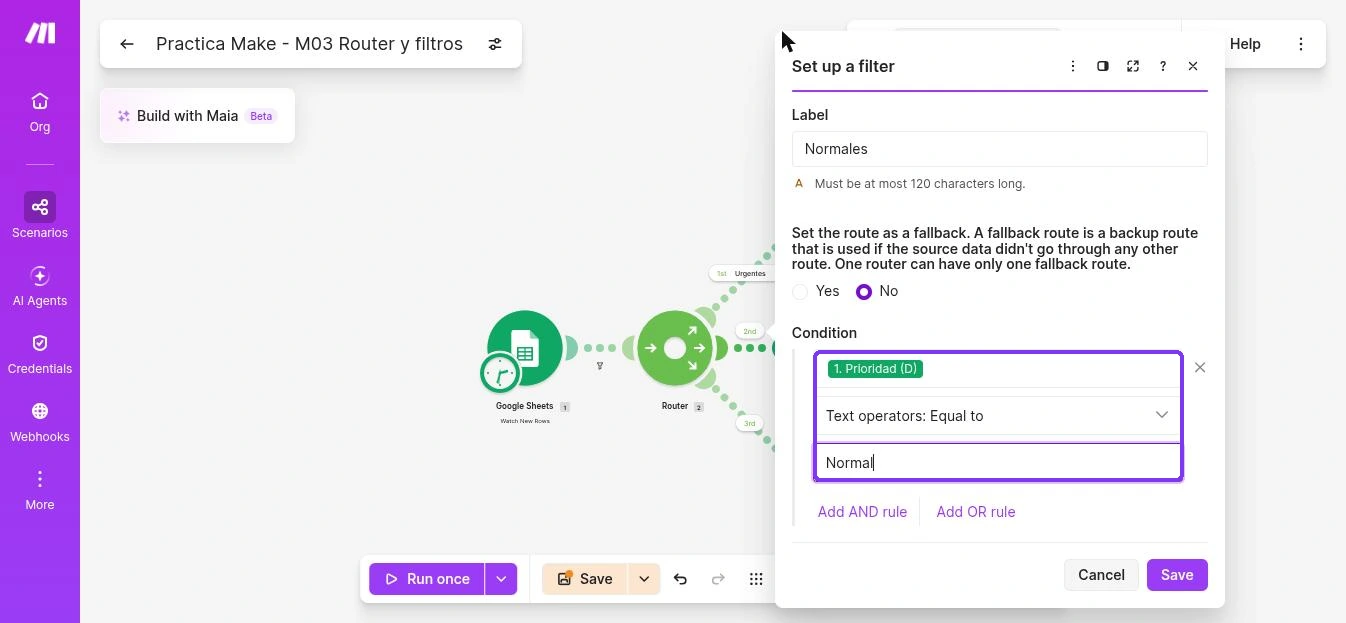 Practica Make - M03 Router y filtros
Help
Build with Maia Beta
Org
Scenarios
AI Agents
Credentials
Webhooks
More
1st Urgentes
2nd
3rd
Google Sheets 1
Watch New Rows
Router 2
Run once
Save
Set up a filter
?
Label
Normales
A Must be at most 120 characters long.
Set the route as a fallback. A fallback route is a backup route
that is used if the source data didn't go through any other
route. One router can have only one fallback route.
Yes No
Condition
1. Prioridad (D)
Text operators: Equal to
Normal
Add AND rule Add OR rule
Cancel Save